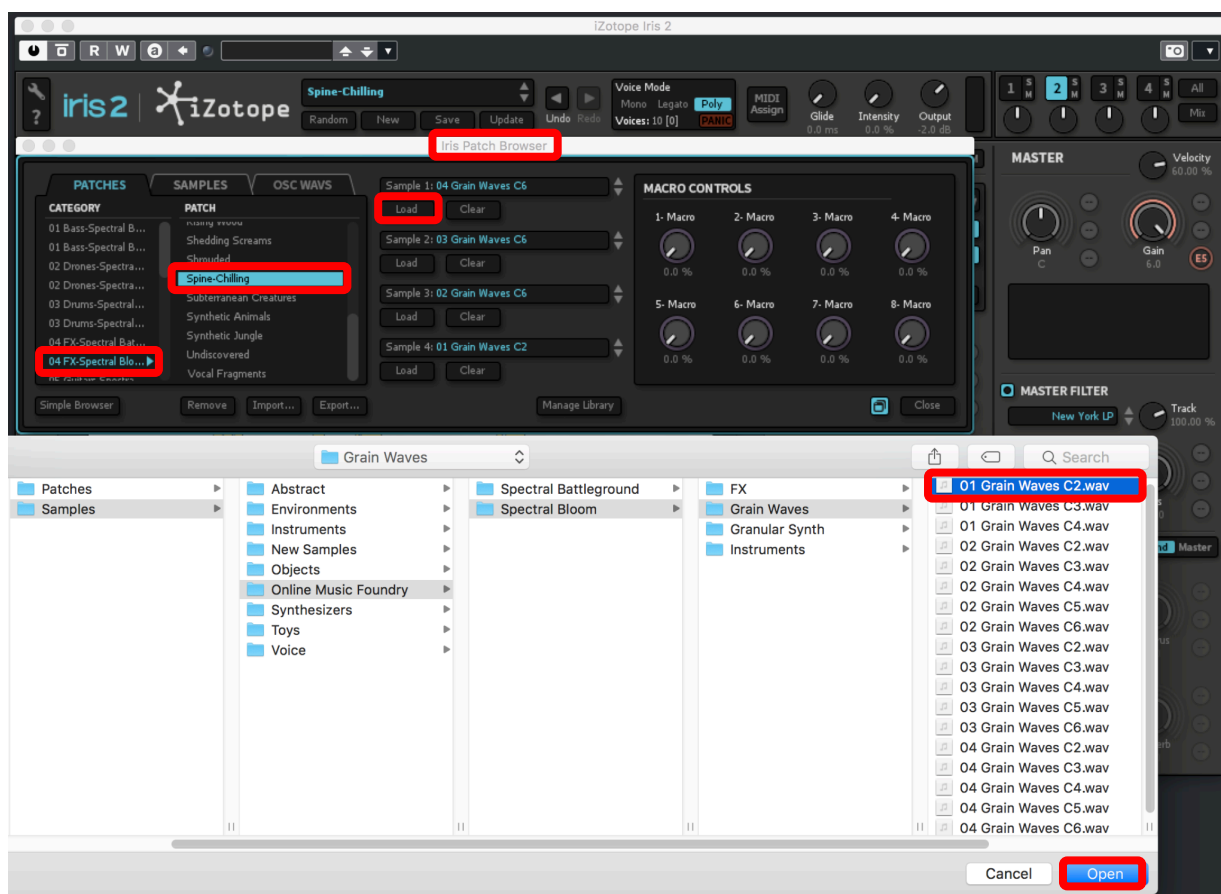 iZotope Iris 2
R W a
iris 2 iZotope
Spine-Chilling
Random New Save Update Undo Redo
Voice Mode
Mono Legato Poly
Voices: 10 [0] PANIC
MIDI
Assign
Glide Intensity Output
0.0 ms 0.0 % -2.0 dB
1 S M 2 S M 3 S M 4 S M All
Mix
Iris Patch Browser
PATCHES SAMPLES OSC WAVS
CATEGORY PATCH
01 Bass-Spectral B...
01 Bass-Spectral B...
02 Drones-Spectra...
02 Drones-Spectra...
03 Drums-Spectral...
03 Drums-Spectral...
04 FX-Spectral Bat...
04 FX-Spectral Blo...
05 Guitars-Spectra...
Rising Wood
Shedding Screams
Shrouded
Spine-Chilling
Subterranean Creatures
Synthetic Animals
Synthetic Jungle
Undiscovered
Vocal Fragments
Sample 1: 04 Grain Waves C6
Load Clear
Sample 2: 03 Grain Waves C6
Load Clear
Sample 3: 02 Grain Waves C6
Load Clear
Sample 4: 01 Grain Waves C2
Load Clear
MACRO CONTROLS
1- Macro 2- Macro 3- Macro 4- Macro
0.0 % 0.0 % 0.0 % 0.0 %
5- Macro 6- Macro 7- Macro 8- Macro
0.0 % 0.0 % 0.0 % 0.0 %
Simple Browser Remove Import... Export... Manage Library Close
MASTER Velocity
60.00 %
Pan Gain
C 6.0 E5
MASTER FILTER
New York LP Track
100.00 %
Master
Grain Waves Search
Patches
Samples
Abstract
Environments
Instruments
New Samples
Objects
Online Music Foundry
Synthesizers
Toys
Voice
Spectral Battleground
Spectral Bloom
FX
Grain Waves
Granular Synth
Instruments
01 Grain Waves C2.wav
01 Grain Waves C3.wav
01 Grain Waves C4.wav
02 Grain Waves C2.wav
02 Grain Waves C3.wav
02 Grain Waves C4.wav
02 Grain Waves C5.wav
02 Grain Waves C6.wav
03 Grain Waves C2.wav
03 Grain Waves C3.wav
03 Grain Waves C4.wav
03 Grain Waves C5.wav
03 Grain Waves C6.wav
04 Grain Waves C2.wav
04 Grain Waves C3.wav
04 Grain Waves C4.wav
04 Grain Waves C5.wav
04 Grain Waves C6.wav
Cancel Open